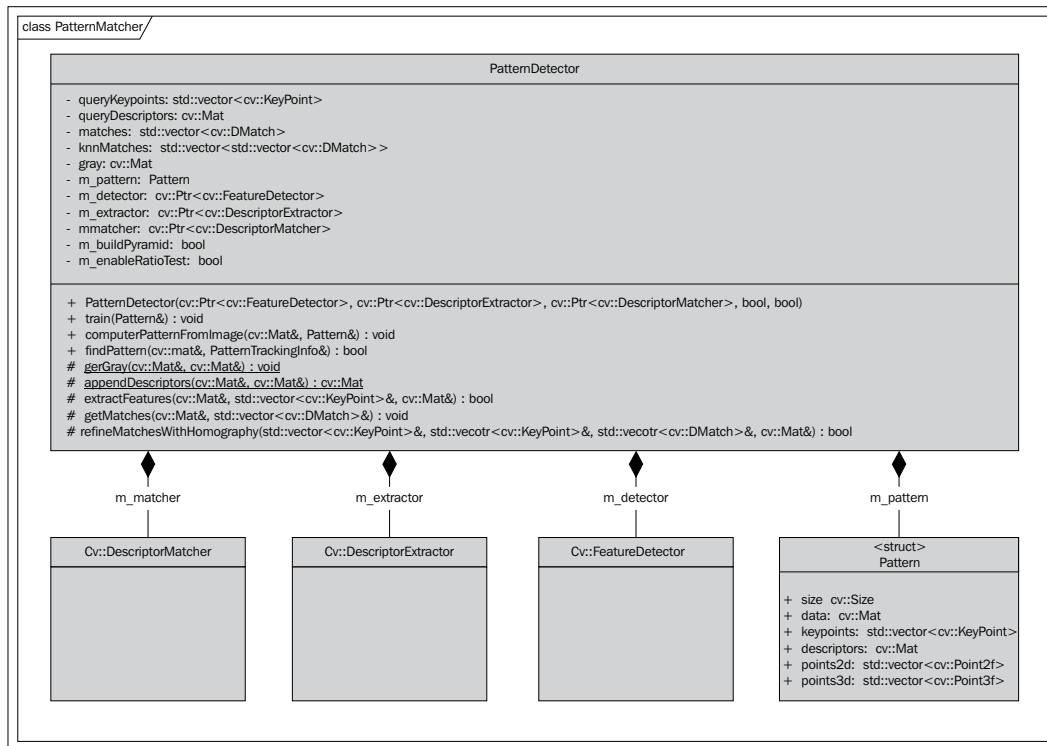 class PatternMatcher
PatternDetector
- queryKeypoints: std::vector<cv::KeyPoint>
- queryDescriptors: cv::Mat
- matches: std::vector<cv::DMatch>
- knnMatches: std::vector<std::vector<cv::DMatch>>
- gray: cv::Mat
- m_pattern: Pattern
- m_detector: cv::Ptr<cv::FeatureDetector>
- m_extractor: cv::Ptr<cv::DescriptorExtractor>
- mmatcher: cv::Ptr<cv::DescriptorMatcher>
- m_buildPyramid: bool
- m_enableRatioTest: bool
+ PatternDetector(cv::Ptr<cv::FeatureDetector>, cv::Ptr<cv::DescriptorExtractor>, cv::Ptr<cv::DescriptorMatcher>, bool, bool)
+ train(Pattern&) : void
+ computerPatternFromImage(cv::Mat&, Pattern&) : void
+ findPattern(cv::mat&, PatternTrackingInfo&) : bool
# gerGray(cv::Mat&, cv::Mat&) : void
# appendDescriptors(cv::Mat&, cv::Mat&) : cv::Mat
# extractFeatures(cv::Mat&, std::vector<cv::KeyPoint>&, cv::Mat&) : bool
# getMatches(cv::Mat&, std::vector<cv::DMatch>&) : void
# refineMatchesWithHomography(std::vector<cv::KeyPoint>&, std::vecotr<cv::KeyPoint>&, std::vecotr<cv::DMatch>&, cv::Mat&) : bool
m_matcher
m_extractor
m_detector
m_pattern
Cv::DescriptorMatcher
Cv::DescriptorExtractor
Cv::FeatureDetector
<struct>
Pattern
+ size cv::Size
+ data: cv::Mat
+ keypoints: std::vector<cv::KeyPoint>
+ descriptors: cv::Mat
+ points2d: std::vector<cv::Point2f>
+ points3d: std::vector<cv::Point3f>